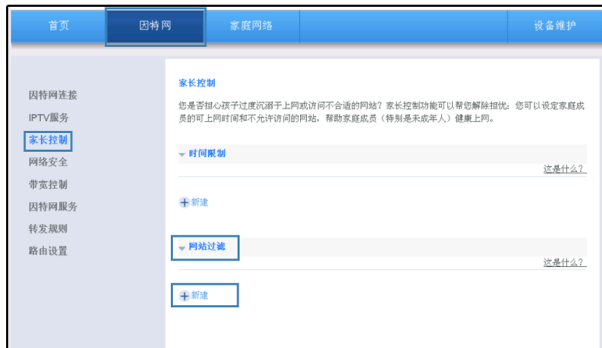 首页 因特网 家庭网络 设备维护
因特网连接
IPTV服务
家长控制
网络安全
带宽控制
因特网服务
转发规则
路由设置
家长控制
您是否担心孩子过度沉溺于上网或访问不合适的网站？家长控制功能可以帮您解除担忧。您可以设定家庭成
员的可上网时间和不允许访问的网站，帮助家庭成员（特别是未成年人）健康上网。
时间限制
这是什么？
新建
网站过滤
这是什么？
新建